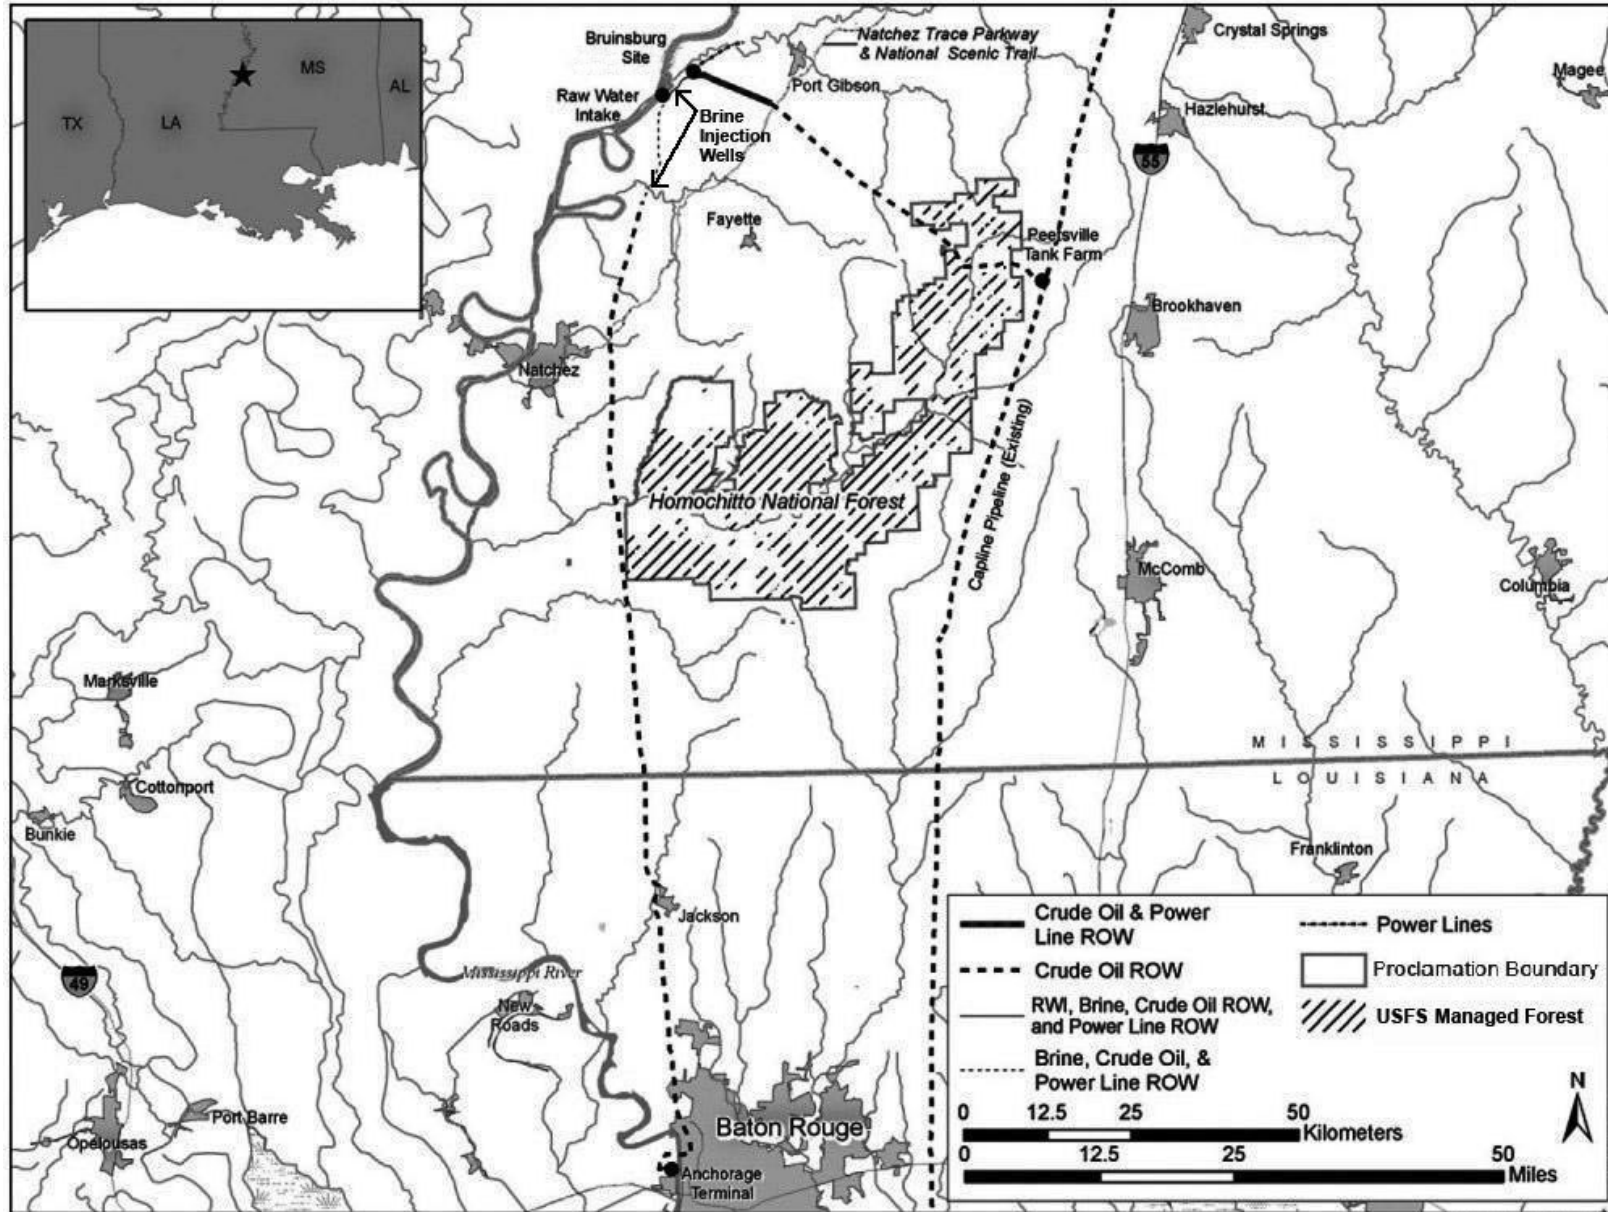 TX
LA
MS
AL
Bruinsburg
Site
Raw Water
Intake
Brine
Injection
Wells
Natchez Trace Parkway
& National Scenic Trail
Port Gibson
Crystal Springs
Magee
Hazlehurst
55
Fayette
Peetsville
Tank Farm
Brookhaven
Natchez
Homochitto National Forest
Capline Pipeline (Existing)
McComb
Columbia
Marksville
MISSISSIPPI
LOUISIANA
Cottonport
Bunkie
Franklinton
Jackson
49
Mississippi River
New
Roads
Port Barre
Opelousas
Baton Rouge
Anchorage
Terminal
Crude Oil & Power
Line ROW
Crude Oil ROW
RWI, Brine, Crude Oil ROW,
and Power Line ROW
Brine, Crude Oil, &
Power Line ROW
Power Lines
Proclamation Boundary
USFS Managed Forest
N
0 12.5 25 50
Kilometers
0 12.5 25 50
Miles